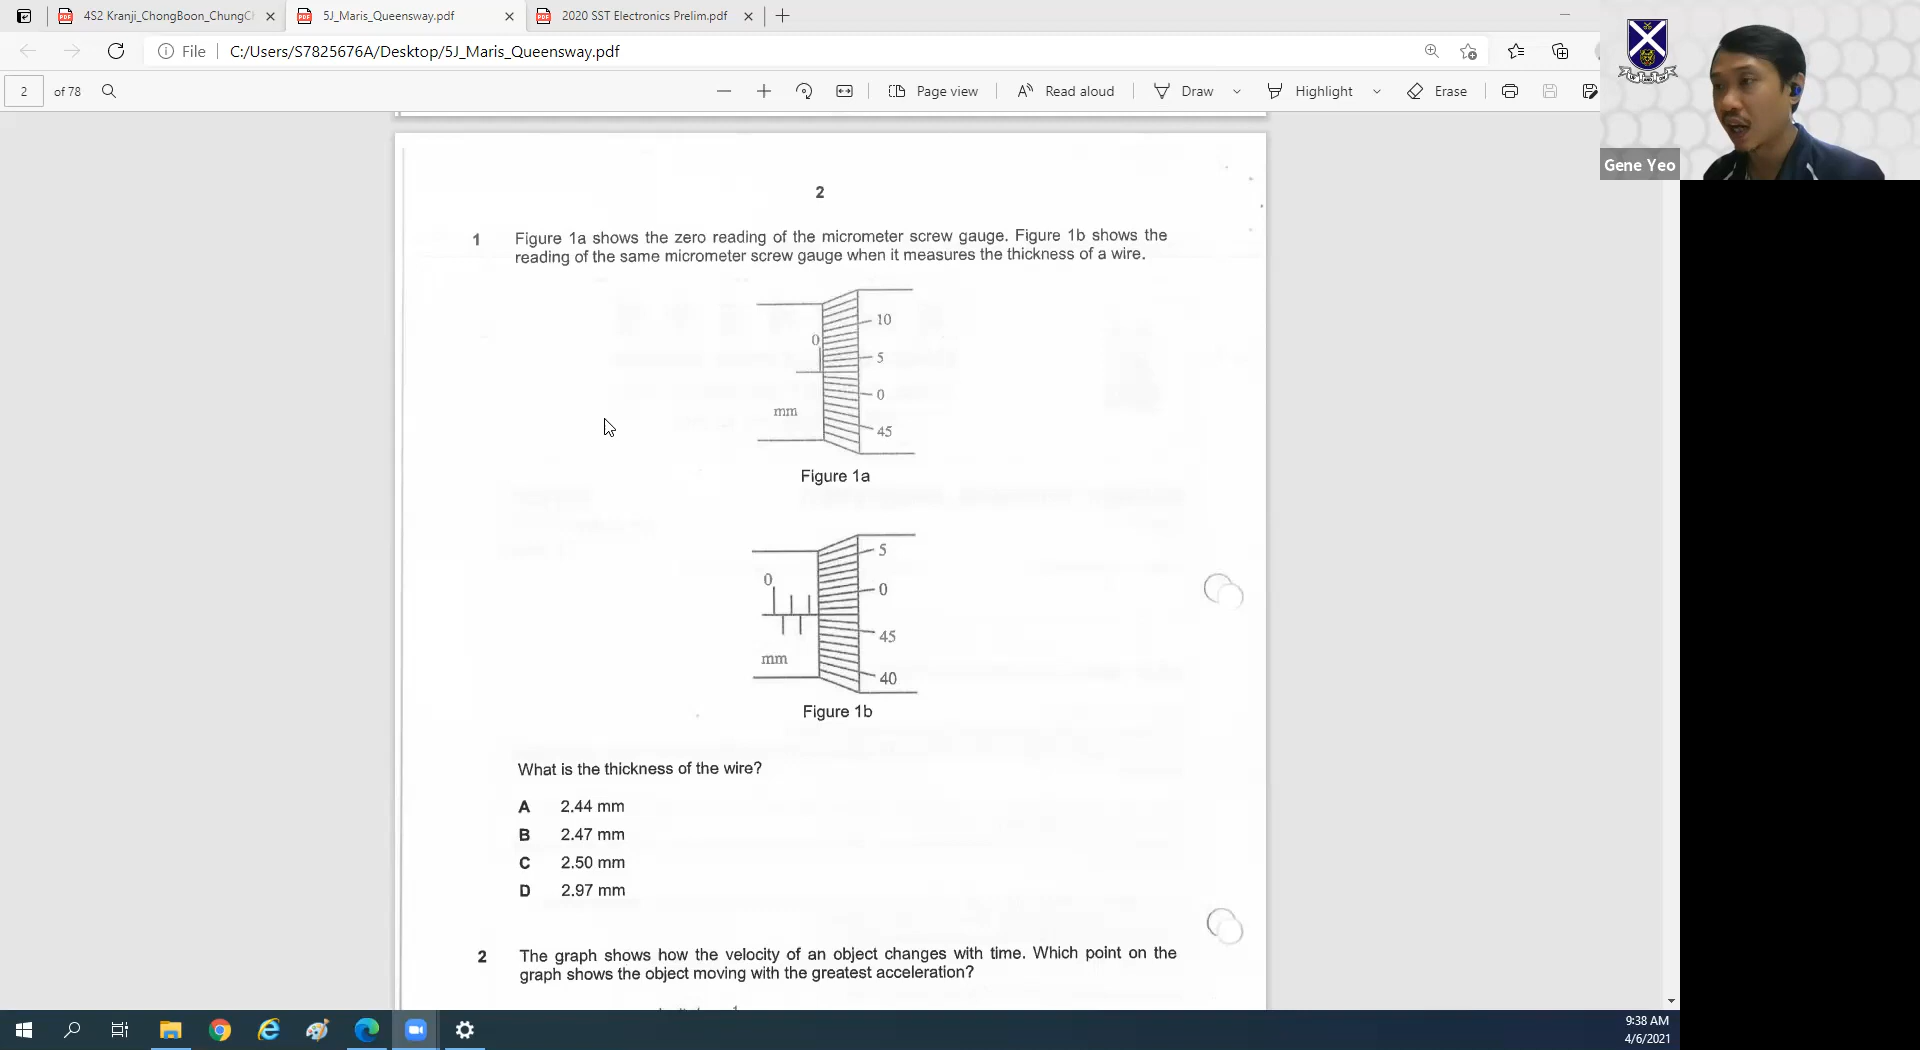 4S2 Kranji_ChongBoon_ChungC
5J_Maris_Queensway.pdf
2020 SST Electronics Prelim.pdf
File
C:/Users/S7825676A/Desktop/5J_Maris_Queensway.pdf
2 of 78
Page view
Read aloud
Draw
Highlight
Erase
Gene Yeo
2
1 Figure 1a shows the zero reading of the micrometer screw gauge. Figure 1b shows the
reading of the same micrometer screw gauge when it measures the thickness of a wire.
10
0
5
0
mm
45
Figure 1a
5
0
0
45
mm
40
Figure 1b
What is the thickness of the wire?
A 2.44 mm
B 2.47 mm
C 2.50 mm
D 2.97 mm
2 The graph shows how the velocity of an object changes with time. Which point on the
graph shows the object moving with the greatest acceleration?
9:38 AM
4/6/2021